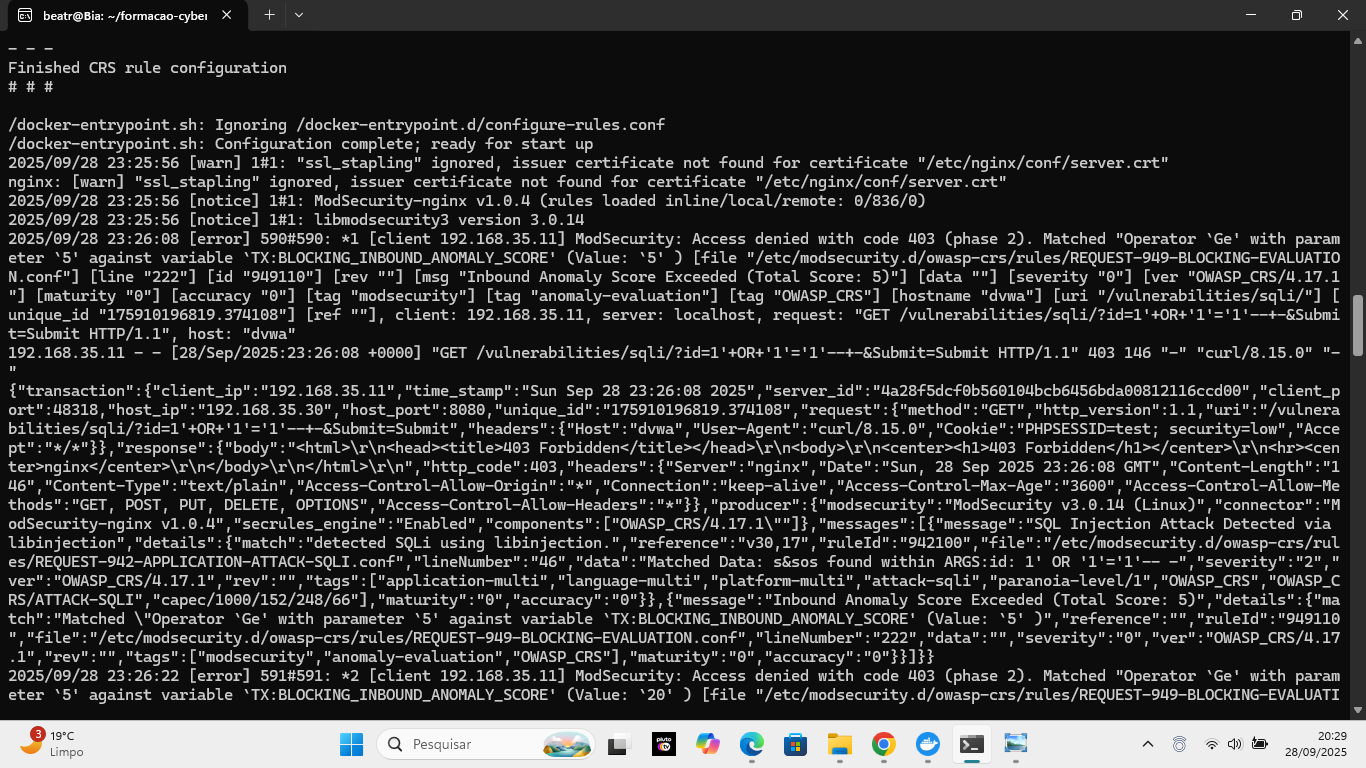 beatr@Bia: ~/formacao-cyber
– – –
Finished CRS rule configuration
# # #
/docker-entrypoint.sh: Ignoring /docker-entrypoint.d/configure-rules.conf
/docker-entrypoint.sh: Configuration complete; ready for start up
2025/09/28 23:25:56 [warn] 1#1: "ssl_stapling" ignored, issuer certificate not found for certificate "/etc/nginx/conf/server.crt"
nginx: [warn] "ssl_stapling" ignored, issuer certificate not found for certificate "/etc/nginx/conf/server.crt"
2025/09/28 23:25:56 [notice] 1#1: ModSecurity-nginx v1.0.4 (rules loaded inline/local/remote: 0/836/0)
2025/09/28 23:25:56 [notice] 1#1: libmodsecurity3 version 3.0.14
2025/09/28 23:26:08 [error] 590#590: *1 [client 192.168.35.11] ModSecurity: Access denied with code 403 (phase 2). Matched "Operator `Ge' with param
eter `5' against variable `TX:BLOCKING_INBOUND_ANOMALY_SCORE' (Value: `5' ) [file "/etc/modsecurity.d/owasp-crs/rules/REQUEST-949-BLOCKING-EVALUATIO
N.conf"] [line "222"] [id "949110"] [rev ""] [msg "Inbound Anomaly Score Exceeded (Total Score: 5)"] [data ""] [severity "0"] [ver "OWASP_CRS/4.17.1
"] [maturity "0"] [accuracy "0"] [tag "modsecurity"] [tag "anomaly-evaluation"] [tag "OWASP_CRS"] [hostname "dvwa"] [uri "/vulnerabilities/sqli/"] [
unique_id "175910196819.374108"] [ref ""], client: 192.168.35.11, server: localhost, request: "GET /vulnerabilities/sqli/?id=1'+OR+'1'='1'--+-&Submi
t=Submit HTTP/1.1", host: "dvwa"
192.168.35.11 - - [28/Sep/2025:23:26:08 +0000] "GET /vulnerabilities/sqli/?id=1'+OR+'1'='1'--+-&Submit=Submit HTTP/1.1" 403 146 "-" "curl/8.15.0" "-
"
{"transaction":{"client_ip":"192.168.35.11","time_stamp":"Sun Sep 28 23:26:08 2025","server_id":"4a28f5dcf0b560104bcb6456bda00812116ccd00","client_p
ort":48318,"host_ip":"192.168.35.30","host_port":8080,"unique_id":"175910196819.374108","request":{"method":"GET","http_version":1.1,"uri":"/vulnera
bilities/sqli/?id=1'+OR+'1'='1'--+-&Submit=Submit","headers":{"Host":"dvwa","User-Agent":"curl/8.15.0","Cookie":"PHPSESSID=test; security=low","Acce
pt":"*/*"}},"response":{"body":"<html>\r\n<head><title>403 Forbidden</title></head>\r\n<body>\r\n<center><h1>403 Forbidden</h1></center>\r\n<hr><cen
ter>nginx</center>\r\n</body>\r\n</html>\r\n","http_code":403,"headers":{"Server":"nginx","Date":"Sun, 28 Sep 2025 23:26:08 GMT","Content-Length":"1
46","Content-Type":"text/plain","Access-Control-Allow-Origin":"*","Connection":"keep-alive","Access-Control-Max-Age":"3600","Access-Control-Allow-Me
thods":"GET, POST, PUT, DELETE, OPTIONS","Access-Control-Allow-Headers":"*"}},"producer":{"modsecurity":"ModSecurity v3.0.14 (Linux)","connector":"M
odSecurity-nginx v1.0.4","secrules_engine":"Enabled","components":["OWASP_CRS/4.17.1\""]},"messages":[{"message":"SQL Injection Attack Detected via 
libinjection","details":{"match":"detected SQLi using libinjection.","reference":"v30,17","ruleId":"942100","file":"/etc/modsecurity.d/owasp-crs/rul
es/REQUEST-942-APPLICATION-ATTACK-SQLI.conf","lineNumber":"46","data":"Matched Data: s&sos found within ARGS:id: 1' OR '1'='1'-- -","severity":"2","
ver":"OWASP_CRS/4.17.1","rev":"","tags":["application-multi","language-multi","platform-multi","attack-sqli","paranoia-level/1","OWASP_CRS","OWASP_C
RS/ATTACK-SQLI","capec/1000/152/248/66"],"maturity":"0","accuracy":"0"}},{"message":"Inbound Anomaly Score Exceeded (Total Score: 5)","details":{"ma
tch":"Matched \"Operator `Ge' with parameter `5' against variable `TX:BLOCKING_INBOUND_ANOMALY_SCORE' (Value: `5' )","reference":"","ruleId":"949110
","file":"/etc/modsecurity.d/owasp-crs/rules/REQUEST-949-BLOCKING-EVALUATION.conf","lineNumber":"222","data":"","severity":"0","ver":"OWASP_CRS/4.17
.1","rev":"","tags":["modsecurity","anomaly-evaluation","OWASP_CRS"],"maturity":"0","accuracy":"0"}}]}}
2025/09/28 23:26:22 [error] 591#591: *2 [client 192.168.35.11] ModSecurity: Access denied with code 403 (phase 2). Matched "Operator `Ge' with param
eter `5' against variable `TX:BLOCKING_INBOUND_ANOMALY_SCORE' (Value: `20' ) [file "/etc/modsecurity.d/owasp-crs/rules/REQUEST-949-BLOCKING-EVALUATI
3
19°C
Limpo
Pesquisar
pluto tv
20:29
28/09/2025